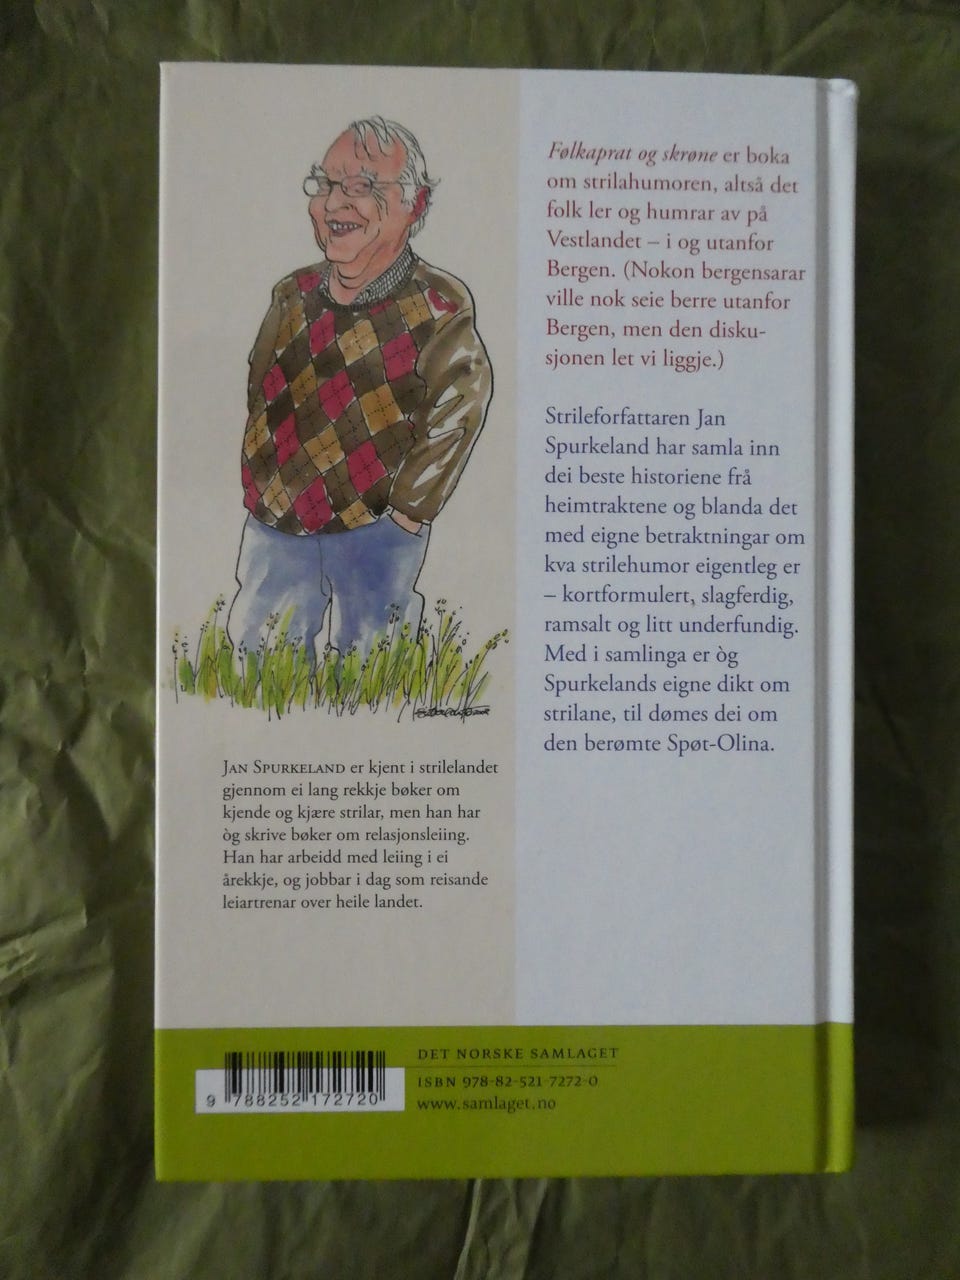 Følkaprat og skrøne er boka
om strilahumoren, altså det
folk ler og humrar av på
Vestlandet – i og utanfor
Bergen. (Nokon bergensarar
ville nok seie berre utanfor
Bergen, men den disku-
sjonen let vi liggje.)
Strileforfattaren Jan
Spurkeland har samla inn
dei beste historiene frå
heimtraktene og blanda det
med eigne betraktningar om
kva strilehumor eigentleg er
– kortformulert, slagferdig,
ramsalt og litt underfundig.
Med i samlinga er òg
Spurkelands eigne dikt om
strilane, til dømes dei om
den berømte Spøt-Olina.
JAN SPURKELAND er kjent i strilelandet
gjennom ei lang rekkje bøker om
kjende og kjære strilar, men han har
òg skrive bøker om relasjonsleiing.
Han har arbeidd med leiing i ei
årekkje, og jobbar i dag som reisande
leiartrenar over heile landet.
DET NORSKE SAMLAGET
ISBN 978-82-521-7272-0
www.samlaget.no
9 788252 172720